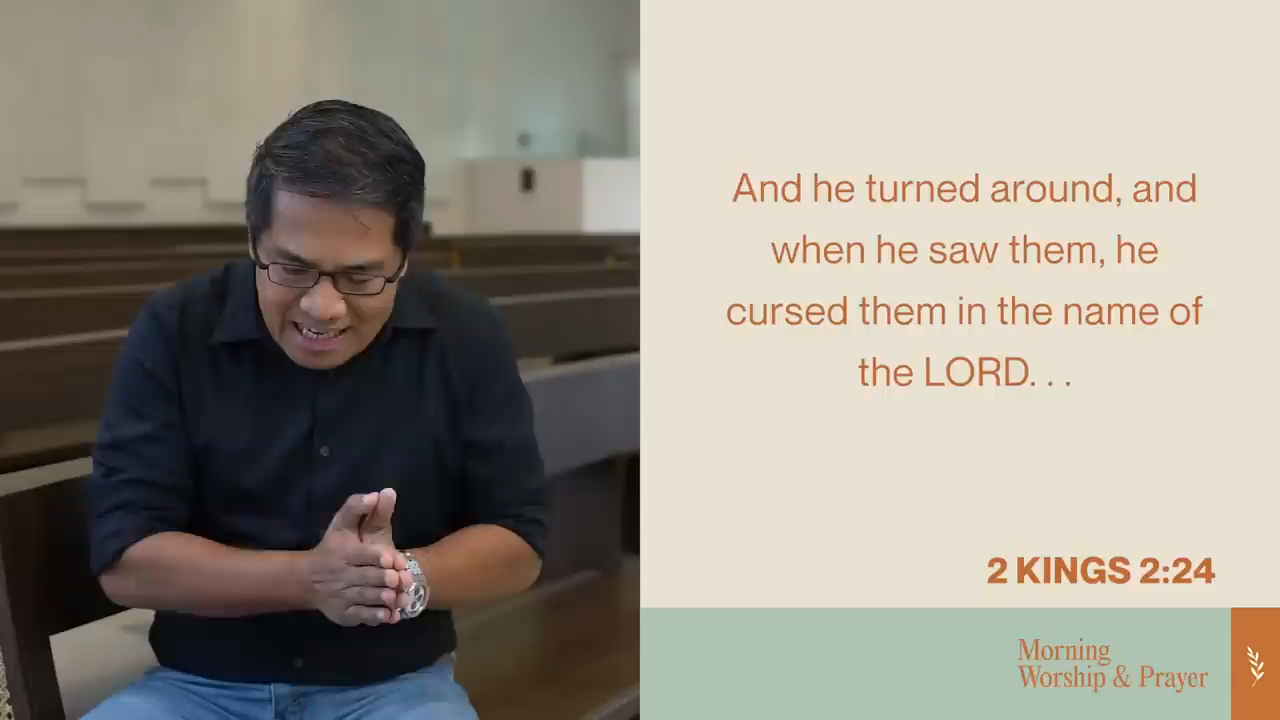 And he turned around, and
when he saw them, he
cursed them in the name of
the LORD. . .
2 KINGS 2:24
Morning
Worship & Prayer